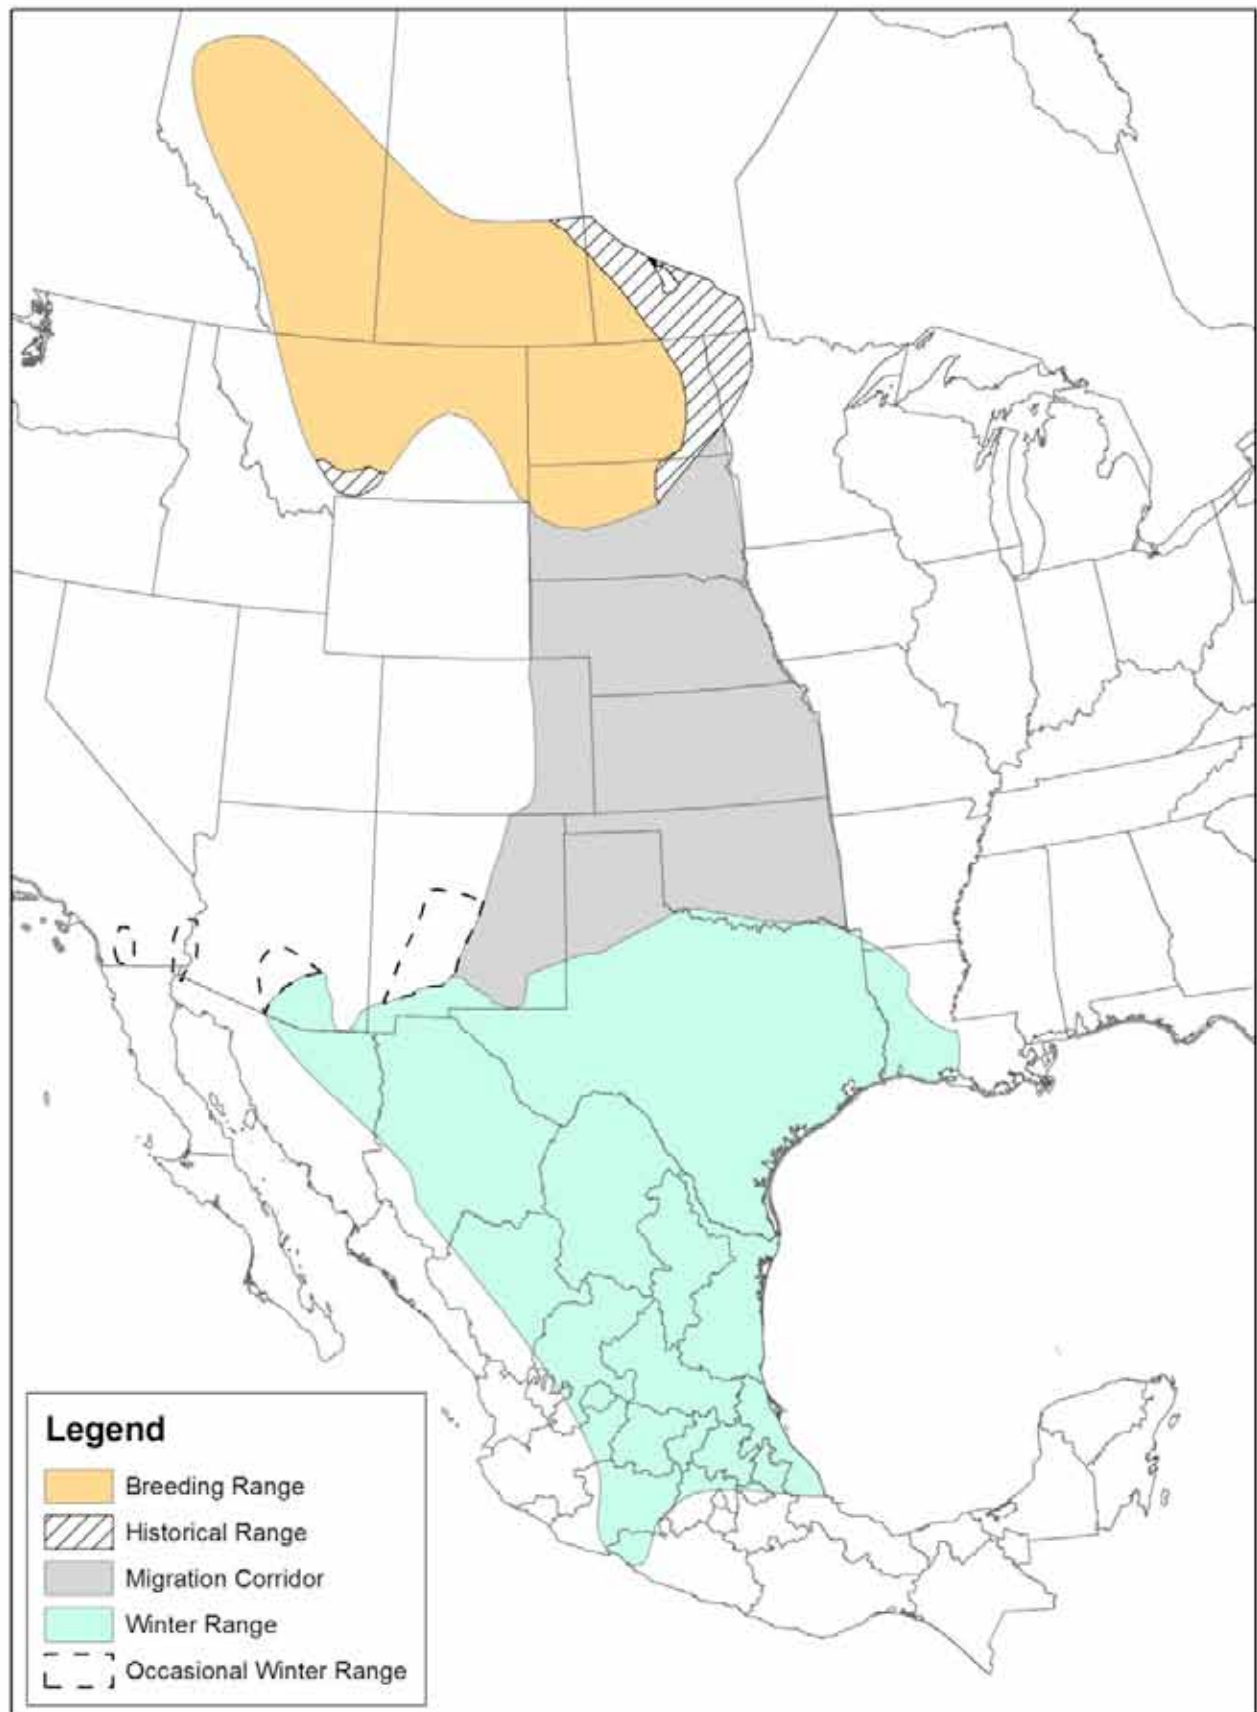 Legend
Breeding Range
Historical Range
Migration Corridor
Winter Range
Occasional Winter Range